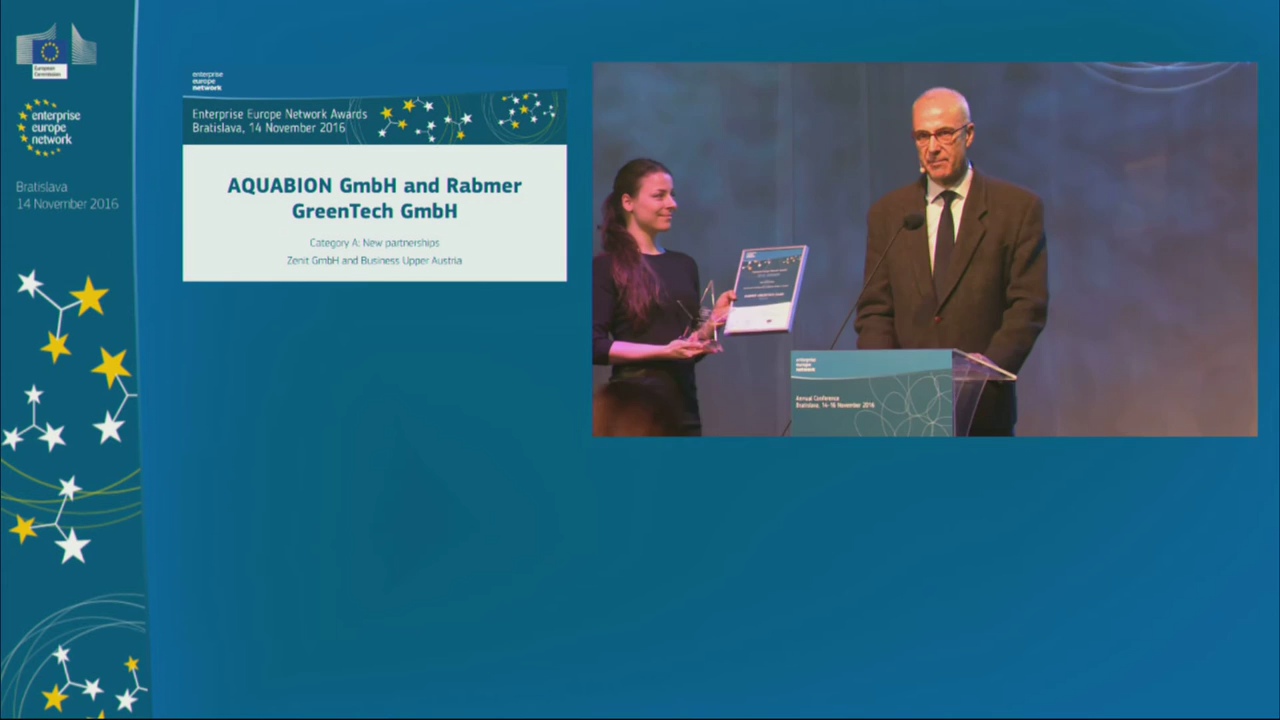 European
Commission
enterprise
europe
network
Bratislava
14 November 2016
enterprise
europe
network
Enterprise Europe Network Awards
Bratislava, 14 November 2016
AQUABION GmbH and Rabmer
GreenTech GmbH
Category A: New partnerships
Zenit GmbH and Business Upper Austria
enterprise
europe
network
Annual Conference
Bratislava, 14-16 November 2016